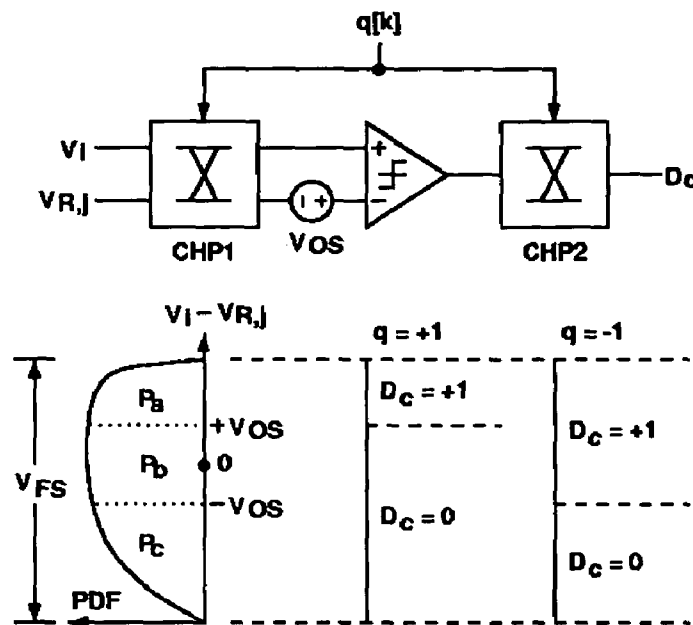 q[k]
Vi
VR,j
+
−
+
−
Dc
CHP1
VOS
CHP2
Vi − VR,j
q = +1
q = -1
Pa
Dc = +1
+VOS
Dc = +1
VFS
Pb
0
−VOS
Dc = 0
Pc
Dc = 0
PDF